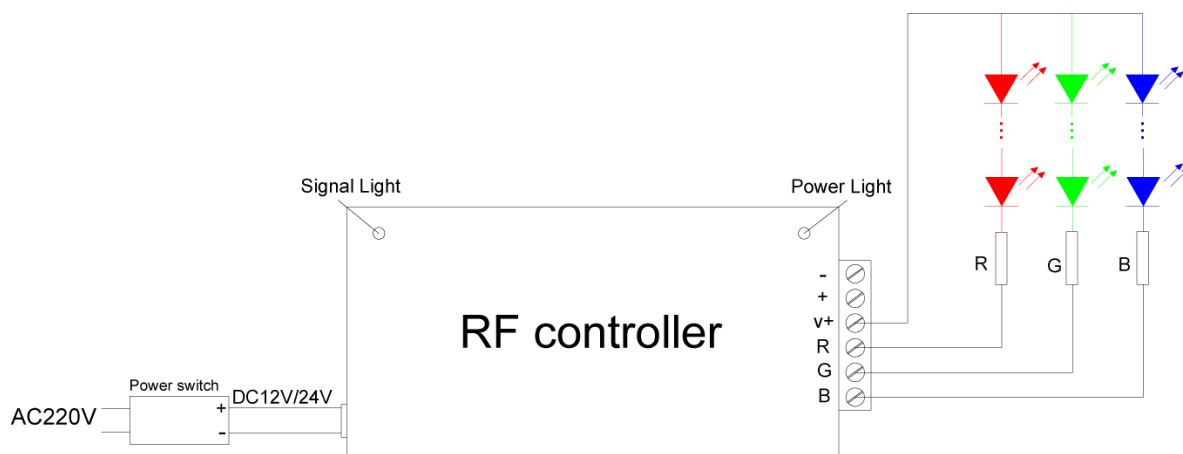 Signal Light
Power Light
R
G
B
-
+
v+
R
G
B
RF controller
Power switch
DC12V/24V
AC220V
+
-